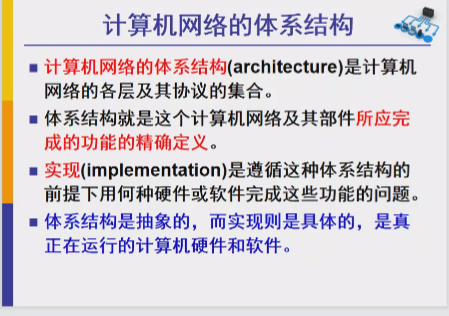 计算机网络的体系结构
计算机网络的体系结构(architecture)是计算机
网络的各层及其协议的集合。
体系结构就是这个计算机网络及其部件所应完
成的功能的精确定义。
实现(implementation)是遵循这种体系结构的
前提下用何种硬件或软件完成这些功能的问题。
体系结构是抽象的，而实现则是具体的，是真
正在运行的计算机硬件和软件。